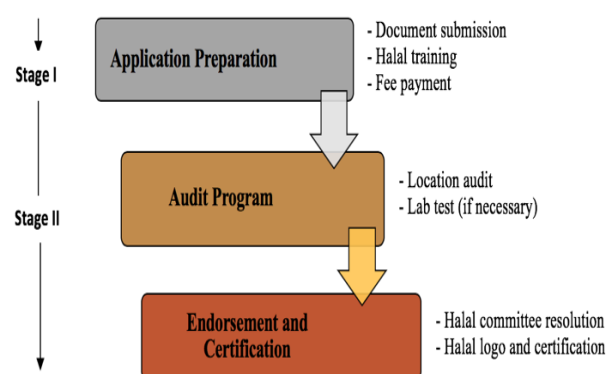 Stage I
Application Preparation
- Document submission
- Halal training
- Fee payment
Stage II
Audit Program
- Location audit
- Lab test (if necessary)
Endorsement and
Certification
- Halal committee resolution
- Halal logo and certification